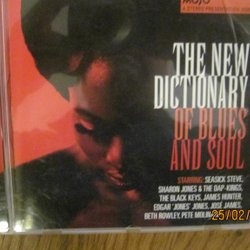 MOJO
THE NEW
DICTIONARY
OF BLUES
AND SOUL
STARRING: SEASICK STEVE,
SHARON JONES & THE DAP-KINGS,
THE BLACK KEYS, JAMES HUNTER,
EDGAR 'JONES' JONES, JOSÉ JAMES,
BETH ROWLEY, PETE MOLIN
25/02/